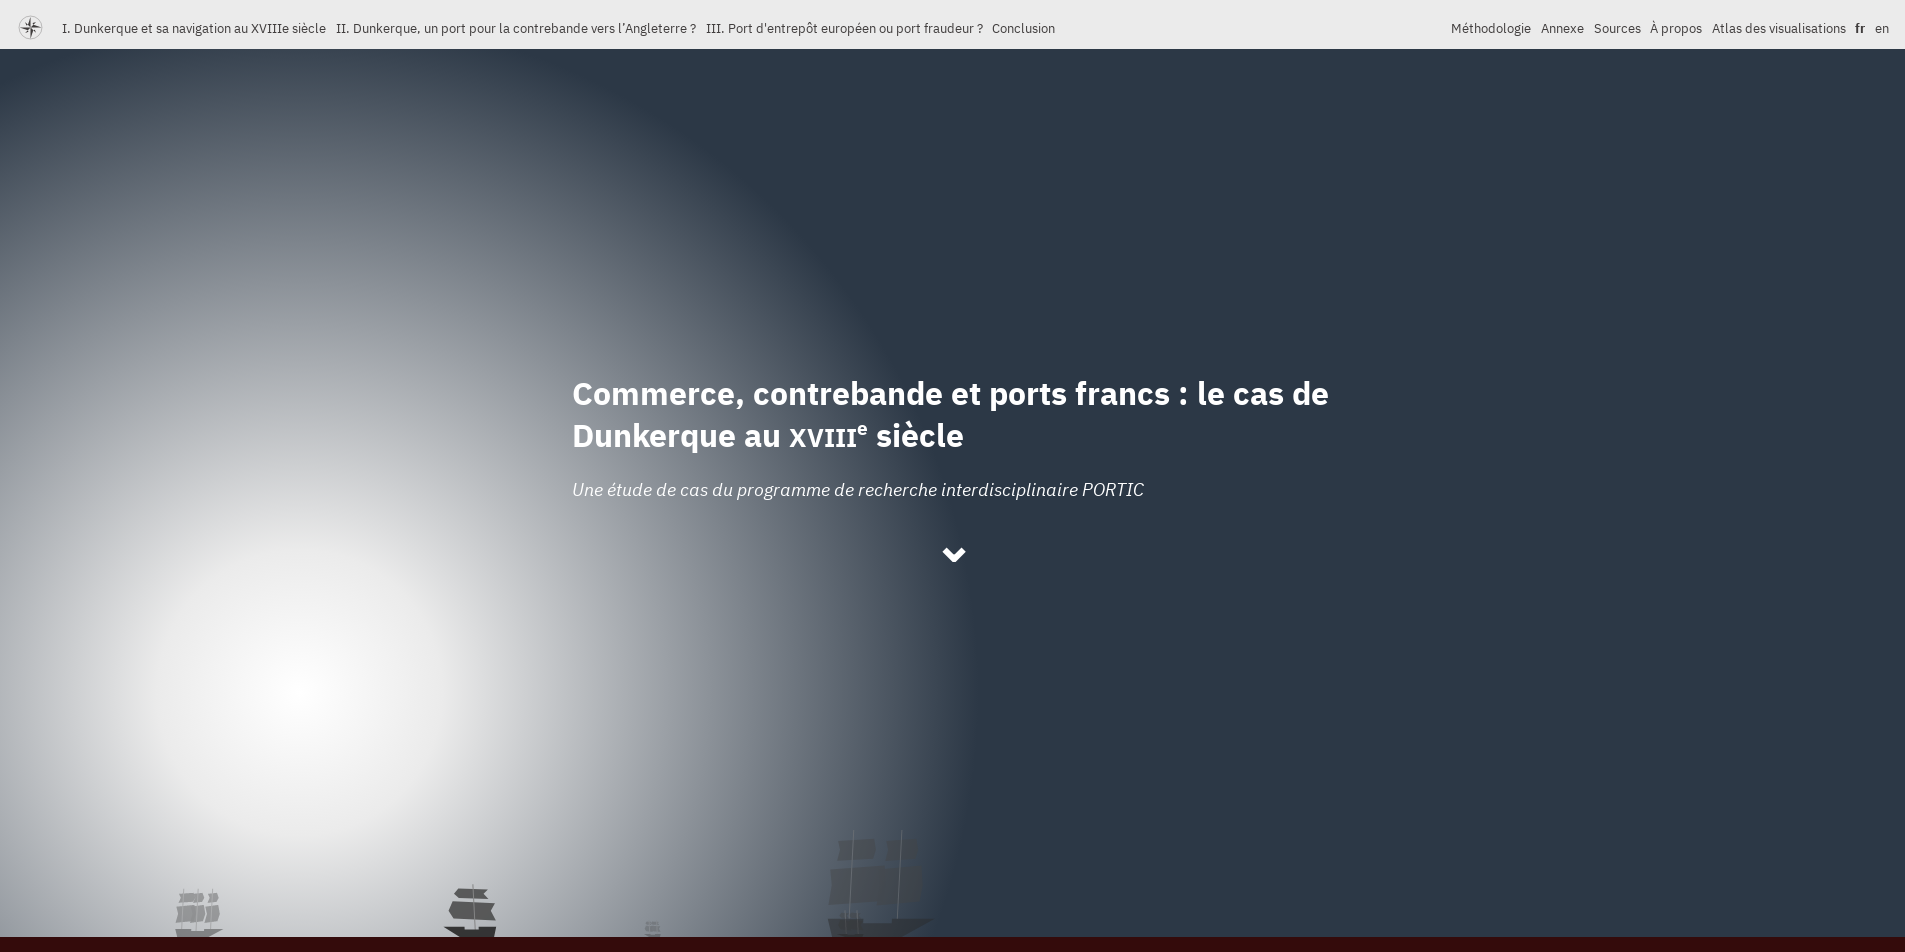 I. Dunkerque et sa navigation au XVIIIe siècle II. Dunkerque, un port pour la contrebande vers l’Angleterre ? III. Port d'entrepôt européen ou port fraudeur ? Conclusion Méthodologie Annexe Sources À propos Atlas des visualisations fr en
Commerce, contrebande et ports francs : le cas de
Dunkerque au XVIIIe siècle
Une étude de cas du programme de recherche interdisciplinaire PORTIC